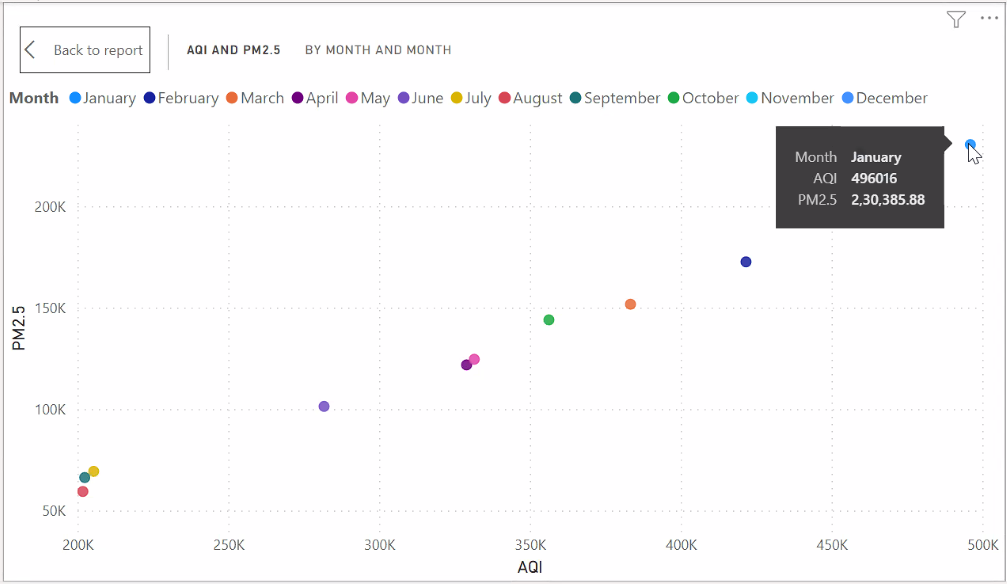 Back to report
AQI AND PM2.5 BY MONTH AND MONTH
Month January February March April May June July August September October November December
Month January
AQI 496016
PM2.5 2,30,385.88
200K
150K
100K
50K
PM2.5
200K 250K 300K 350K 400K 450K 500K
AQI